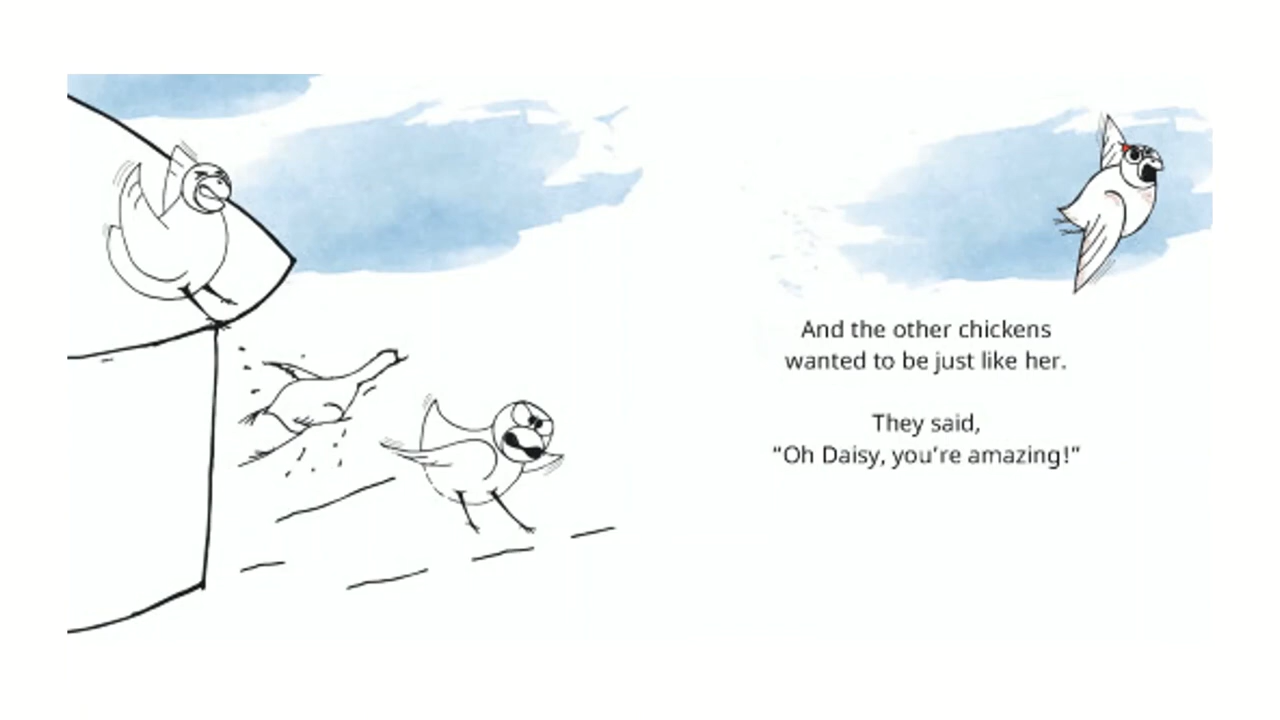 And the other chickens
wanted to be just like her.
They said,
“Oh Daisy, you’re amazing!”